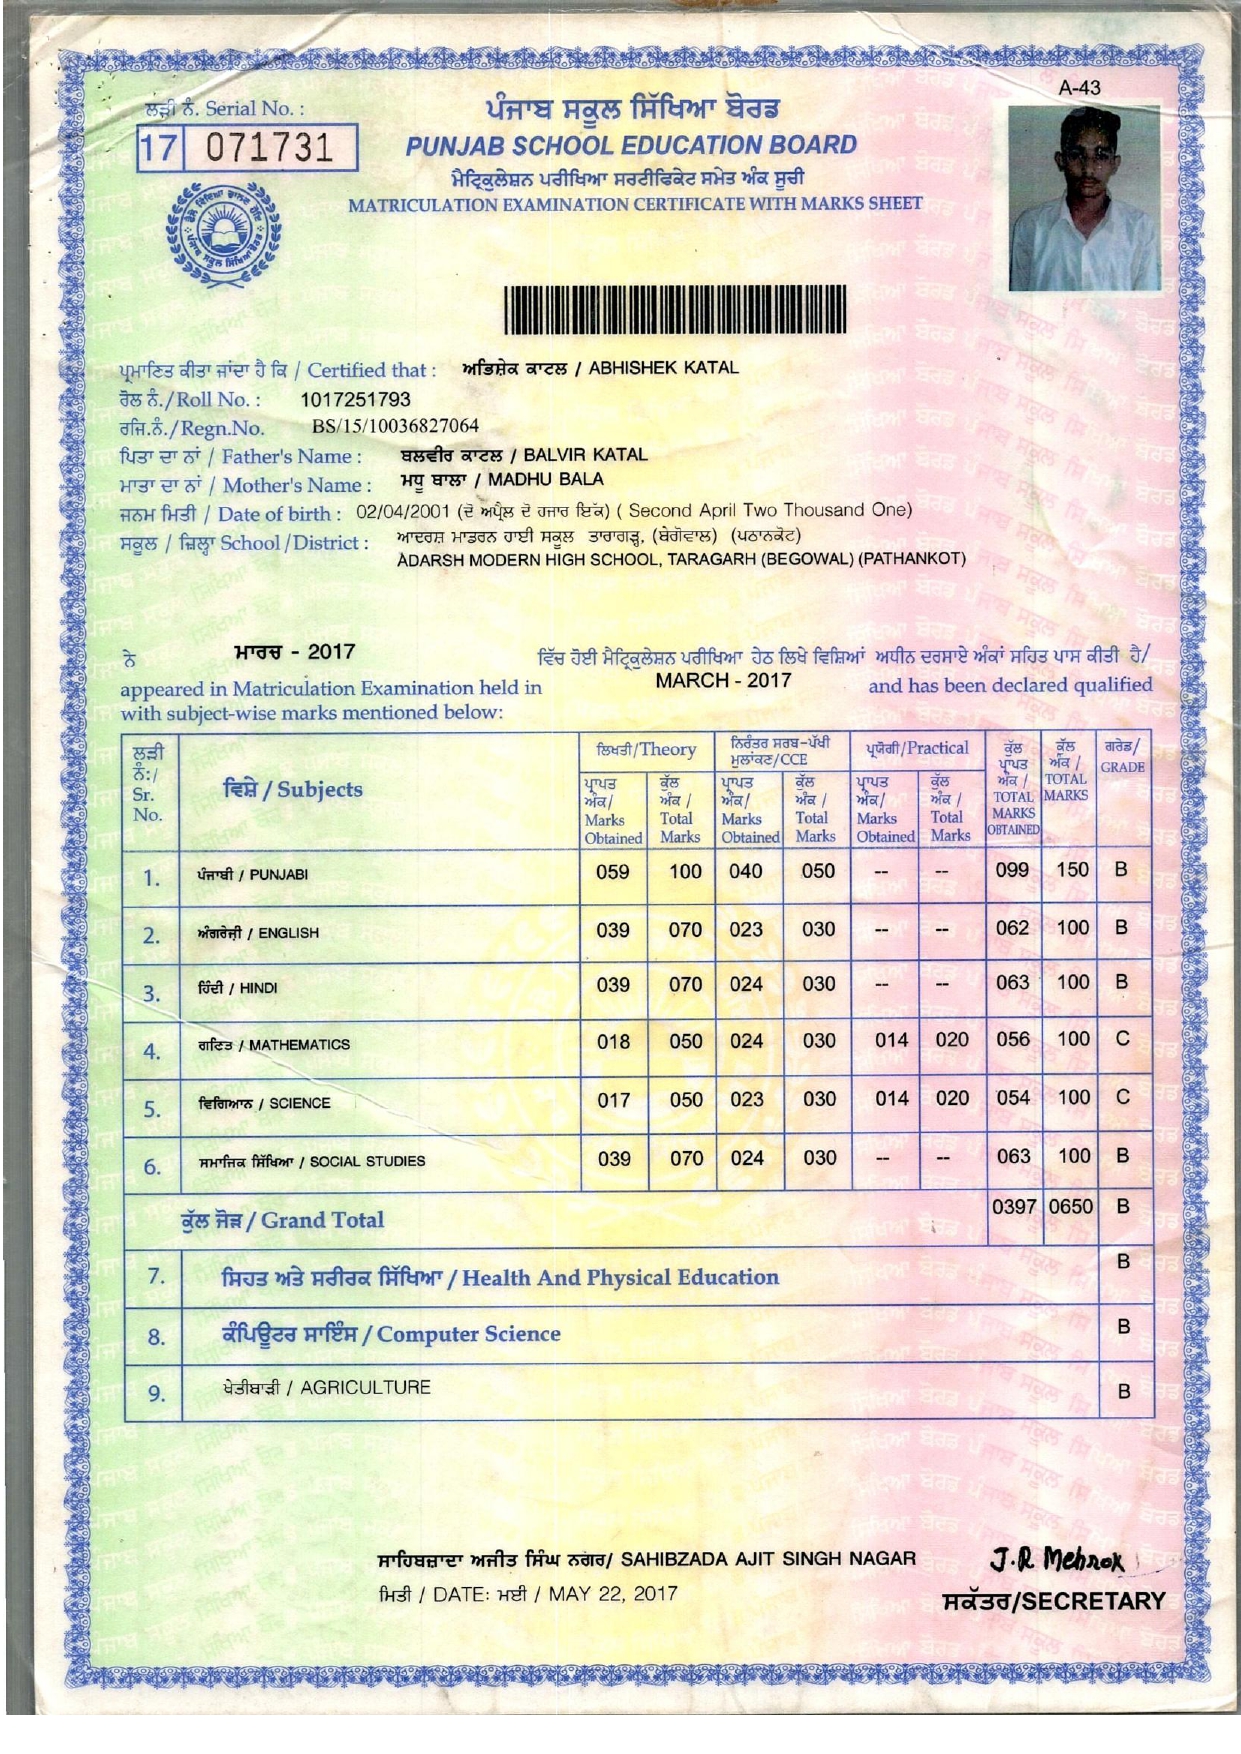 A-43
ਲੜੀ ਨੰ. Serial No. :
17 071731
ਪੰਜਾਬ ਸਕੂਲ ਸਿੱਖਿਆ ਬੋਰਡ
PUNJAB SCHOOL EDUCATION BOARD
ਮੈਟ੍ਰਿਕੁਲੇਸ਼ਨ ਪਰੀਖਿਆ ਸਰਟੀਫਿਕੇਟ ਸਮੇਤ ਅੰਕ ਸੂਚੀ
MATRICULATION EXAMINATION CERTIFICATE WITH MARKS SHEET
ਪ੍ਰਮਾਣਿਤ ਕੀਤਾ ਜਾਂਦਾ ਹੈ ਕਿ / Certified that : ਅਭਿਸ਼ੇਕ ਕਾਟਲ / ABHISHEK KATAL
ਰੋਲ ਨੰ./Roll No. : 1017251793
ਰਜਿ.ਨੰ./Regn.No. BS/15/10036827064
ਪਿਤਾ ਦਾ ਨਾਂ / Father's Name : ਬਲਵੀਰ ਕਾਟਲ / BALVIR KATAL
ਮਾਤਾ ਦਾ ਨਾਂ / Mother's Name : ਮਧੂ ਬਾਲਾ / MADHU BALA
ਜਨਮ ਮਿਤੀ / Date of birth : 02/04/2001 (ਦੋ ਅਪ੍ਰੈਲ ਦੋ ਹਜਾਰ ਇੱਕ) ( Second April Two Thousand One)
ਸਕੂਲ / ਜ਼ਿਲ੍ਹਾ School /District : ਆਦਰਸ਼ ਮਾਡਰਨ ਹਾਈ ਸਕੂਲ ਤਾਰਾਗੜ੍ਹ, (ਬੇਗੋਵਾਲ) (ਪਠਾਨਕੋਟ)
ADARSH MODERN HIGH SCHOOL, TARAGARH (BEGOWAL) (PATHANKOT)
ਨੇ ਮਾਰਚ - 2017 ਵਿੱਚ ਹੋਈ ਮੈਟ੍ਰਿਕੁਲੇਸ਼ਨ ਪਰੀਖਿਆ ਹੇਠ ਲਿਖੇ ਵਿਸ਼ਿਆਂ ਅਧੀਨ ਦਰਸਾਏ ਅੰਕਾਂ ਸਹਿਤ ਪਾਸ ਕੀਤੀ ਹੈ/
appeared in Matriculation Examination held in MARCH - 2017 and has been declared qualified
with subject-wise marks mentioned below:
ਲੜੀ ਨੰ:/ Sr. No. ਵਿਸ਼ੇ / Subjects ਲਿਖਤੀ/Theory ਨਿਰੰਤਰ ਸਰਬ-ਪੱਖੀ ਮੁਲਾਂਕਣ/CCE ਪ੍ਰਯੋਗੀ/Practical ਕੁੱਲ ਪ੍ਰਾਪਤ ਅੰਕ / TOTAL MARKS OBTAINED ਕੁੱਲ ਅੰਕ / TOTAL MARKS ਗਰੇਡ/ GRADE
ਪ੍ਰਾਪਤ ਅੰਕ/ Marks Obtained ਕੁੱਲ ਅੰਕ / Total Marks ਪ੍ਰਾਪਤ ਅੰਕ/ Marks Obtained ਕੁੱਲ ਅੰਕ / Total Marks ਪ੍ਰਾਪਤ ਅੰਕ/ Marks Obtained ਕੁੱਲ ਅੰਕ / Total Marks
1. ਪੰਜਾਬੀ / PUNJABI 059 100 040 050 -- -- 099 150 B
2. ਅੰਗਰੇਜ਼ੀ / ENGLISH 039 070 023 030 -- -- 062 100 B
3. ਹਿੰਦੀ / HINDI 039 070 024 030 -- -- 063 100 B
4. ਗਣਿਤ / MATHEMATICS 018 050 024 030 014 020 056 100 C
5. ਵਿਗਿਆਨ / SCIENCE 017 050 023 030 014 020 054 100 C
6. ਸਮਾਜਿਕ ਸਿੱਖਿਆ / SOCIAL STUDIES 039 070 024 030 -- -- 063 100 B
ਕੁੱਲ ਜੋੜ / Grand Total 0397 0650 B
7. ਸਿਹਤ ਅਤੇ ਸਰੀਰਕ ਸਿੱਖਿਆ / Health And Physical Education B
8. ਕੰਪਿਊਟਰ ਸਾਇੰਸ / Computer Science B
9. ਖੇਤੀਬਾੜੀ / AGRICULTURE B
ਸਾਹਿਬਜ਼ਾਦਾ ਅਜੀਤ ਸਿੰਘ ਨਗਰ/ SAHIBZADA AJIT SINGH NAGAR
ਮਿਤੀ / DATE: ਮਈ / MAY 22, 2017
J.R Mehrok
ਸਕੱਤਰ/SECRETARY